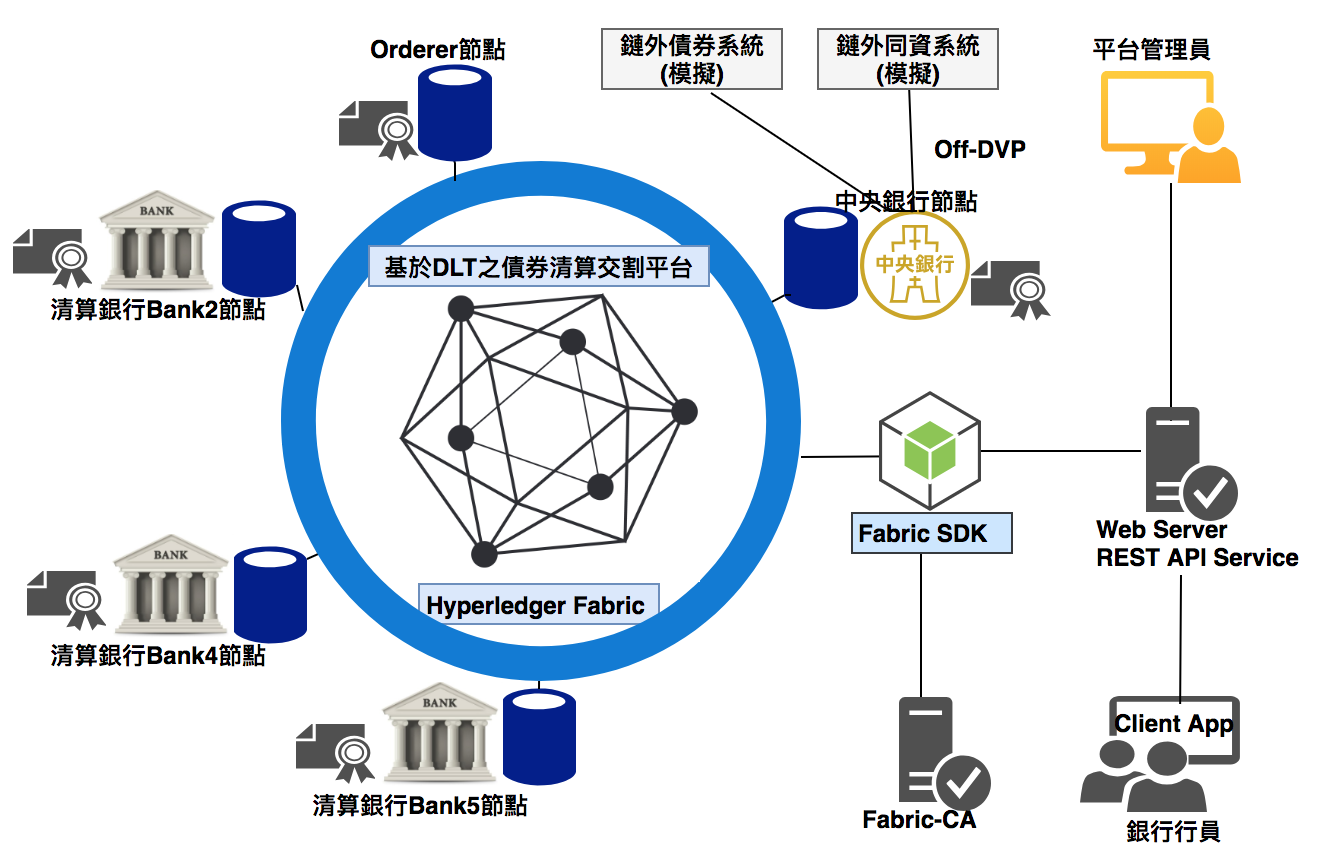 Orderer節點
鏈外債券系統
(模擬)
鏈外同資系統
(模擬)
平台管理員
Off-DVP
BANK
清算銀行Bank2節點
中央銀行節點
中央銀行
基於DLT之債券清算交割平台
Hyperledger Fabric
Fabric SDK
Web Server
REST API Service
BANK
清算銀行Bank4節點
BANK
清算銀行Bank5節點
Fabric-CA
Client App
銀行行員